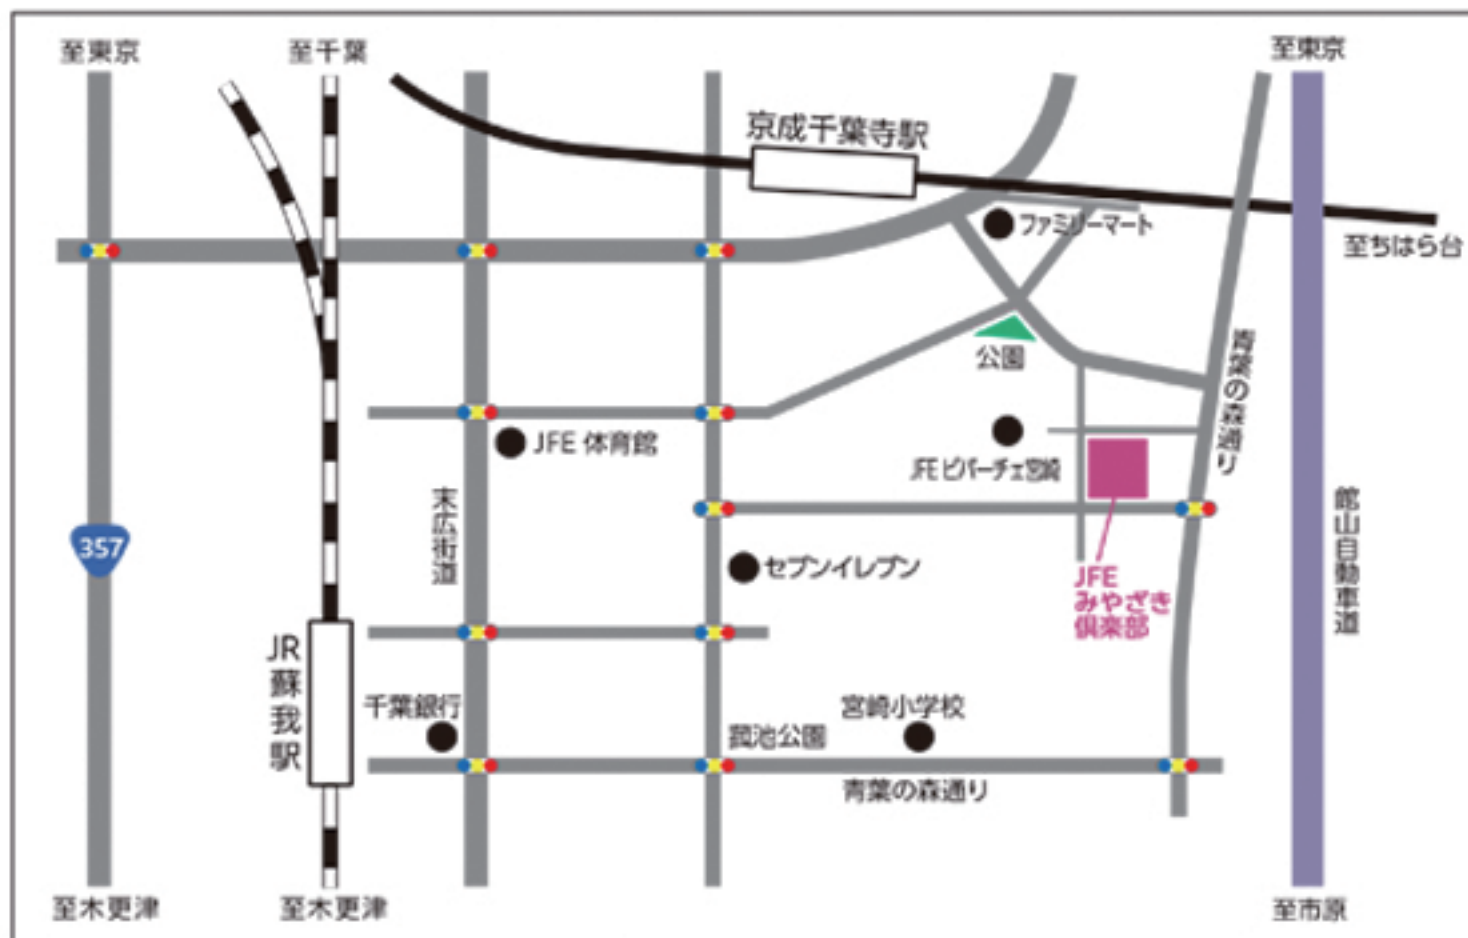 至東京
至千葉
至東京
京成千葉寺駅
ファミリーマート
至ちはら台
公園
青葉の森通り
JFE 体育館
JFE ビバーチェ宮崎
末広街道
357
館山自動車道
セブンイレブン
JFE
みやざき
倶楽部
JR蘇我駅
千葉銀行
宮崎小学校
蘇池公園
青葉の森通り
至木更津
至木更津
至市原